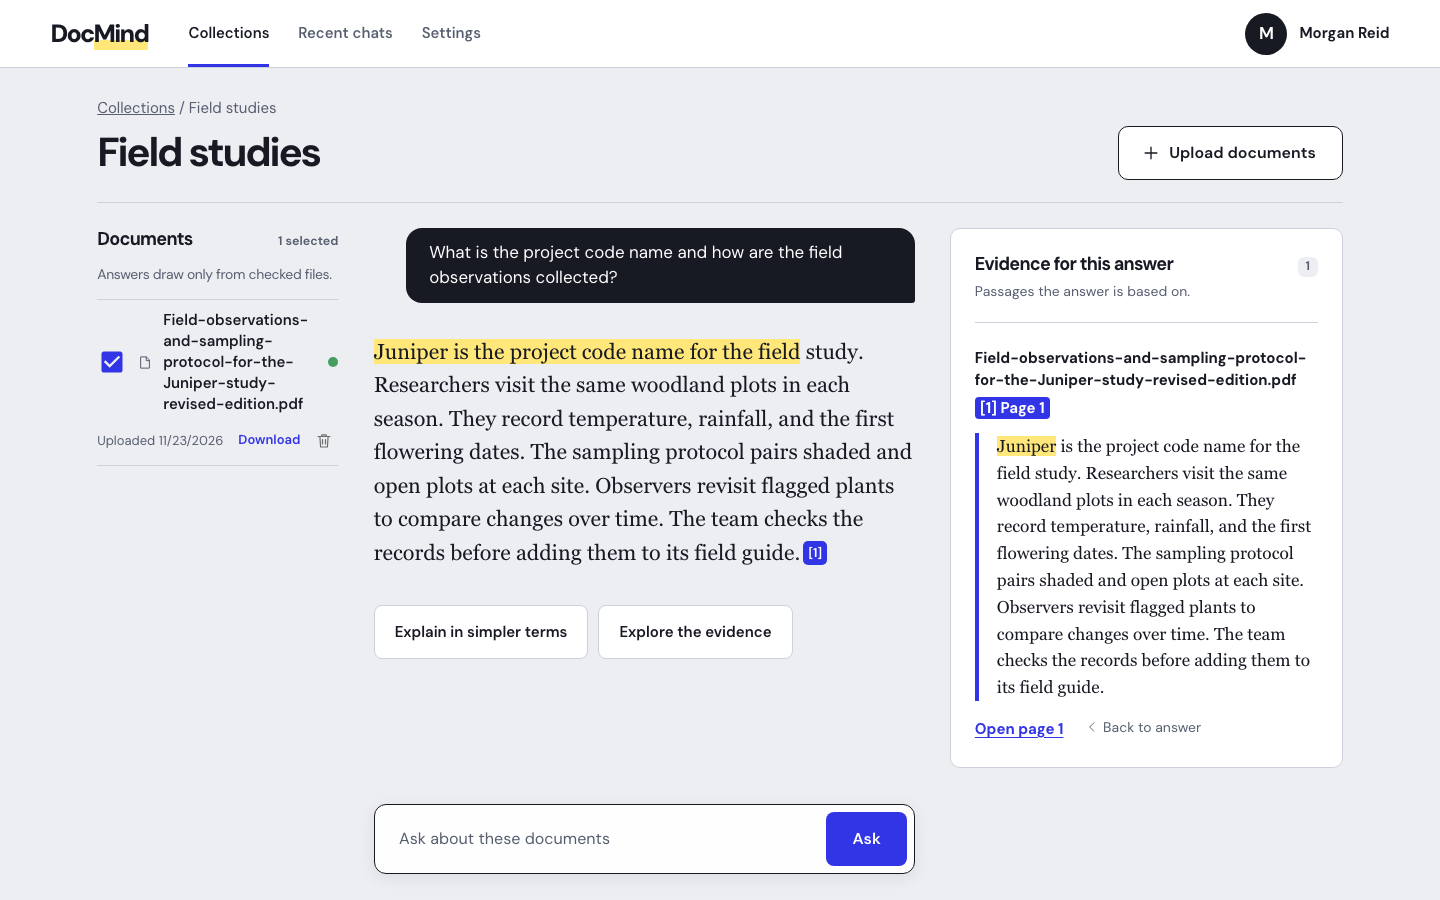 DocMind
Collections
Recent chats
Settings
M
Morgan Reid
Collections / Field studies
Field studies
Upload documents
Documents
1 selected
Answers draw only from checked files.
Field-observations-
and-sampling-
protocol-for-the-
Juniper-study-
revised-edition.pdf
Uploaded 11/23/2026
Download
What is the project code name and how are the field
observations collected?
Juniper is the project code name for the field study.
Researchers visit the same woodland plots in each
season. They record temperature, rainfall, and the first
flowering dates. The sampling protocol pairs shaded and
open plots at each site. Observers revisit flagged plants
to compare changes over time. The team checks the
records before adding them to its field guide. [1]
Explain in simpler terms
Explore the evidence
Ask about these documents
Ask
Evidence for this answer
1
Passages the answer is based on.
Field-observations-and-sampling-protocol-
for-the-Juniper-study-revised-edition.pdf
[1] Page 1
Juniper is the project code name for the
field study. Researchers visit the same
woodland plots in each season. They
record temperature, rainfall, and the first
flowering dates. The sampling protocol
pairs shaded and open plots at each site.
Observers revisit flagged plants to
compare changes over time. The team
checks the records before adding them to
its field guide.
Open page 1
Back to answer